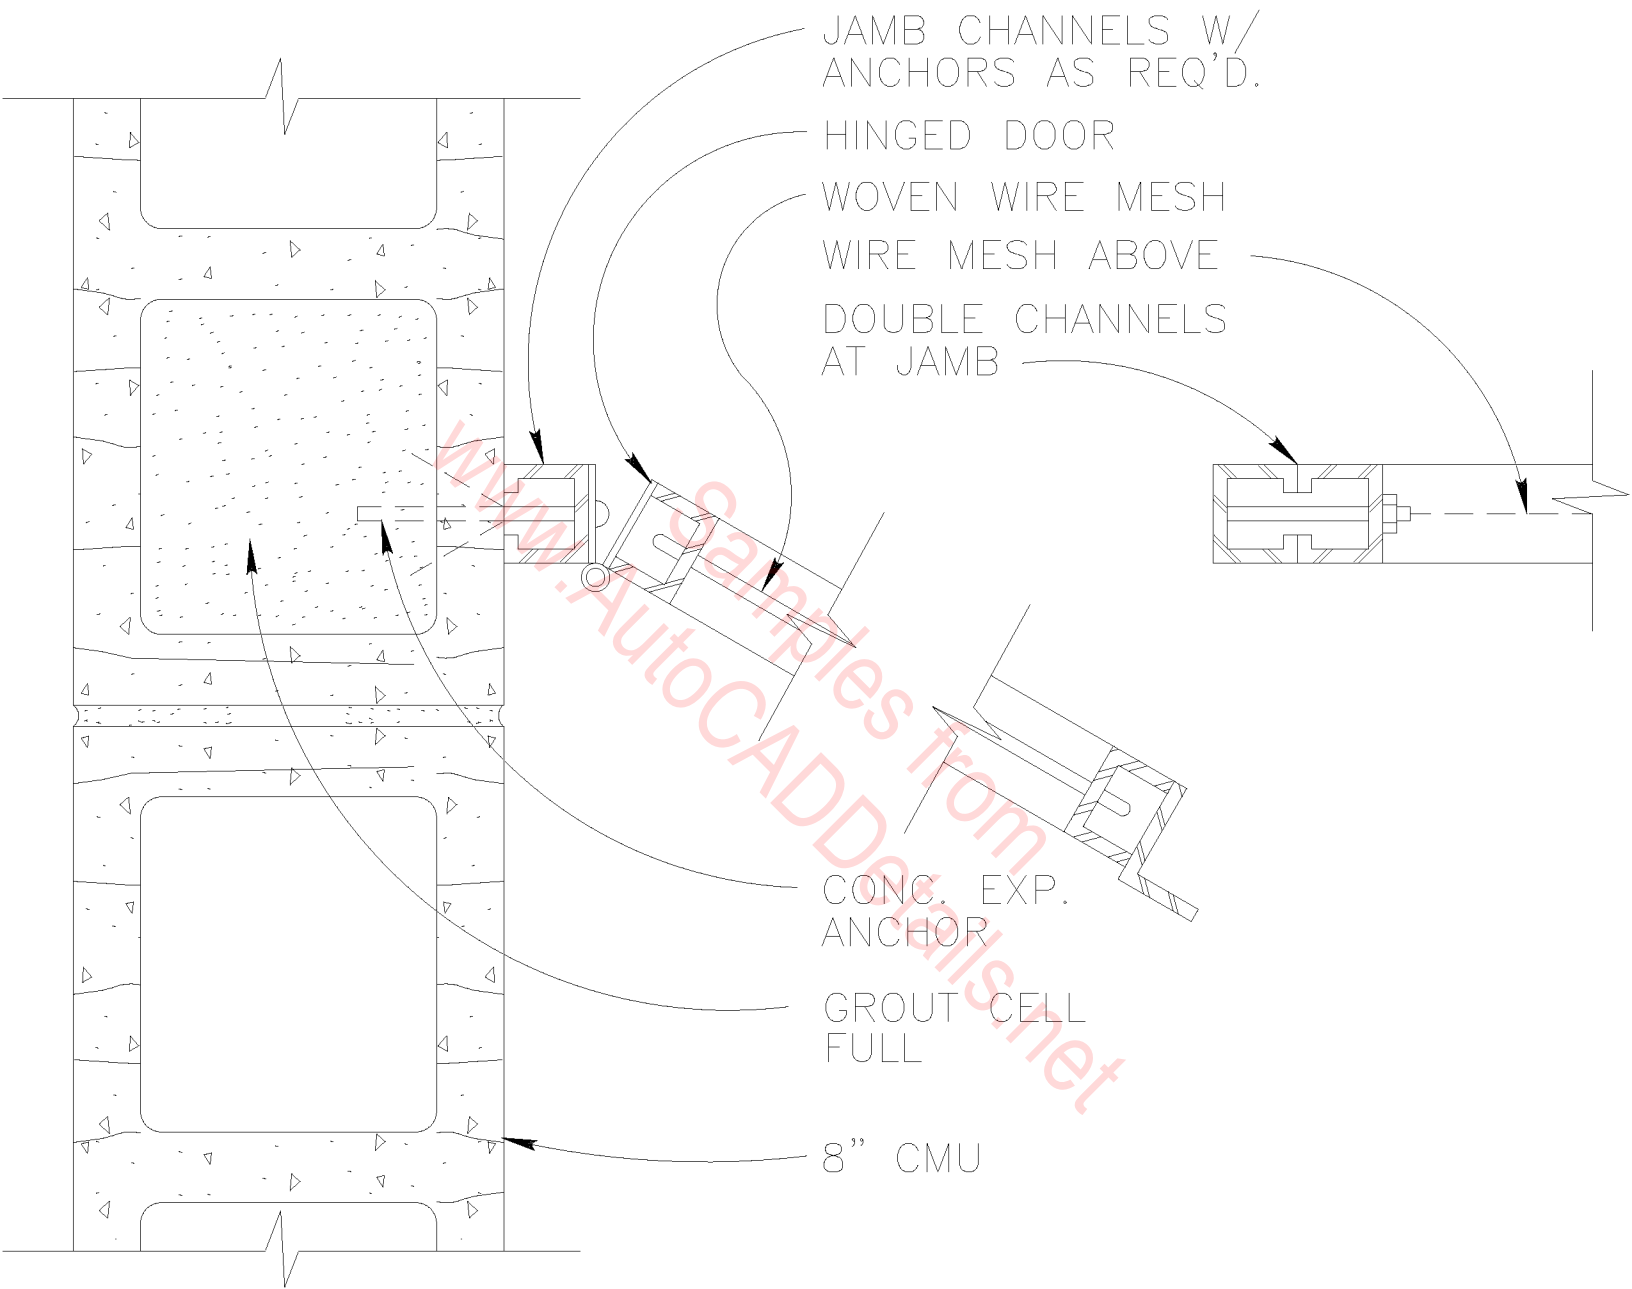 JAMB CHANNELS W/
ANCHORS AS REQ'D.
HINGED DOOR
WOVEN WIRE MESH
WIRE MESH ABOVE
DOUBLE CHANNELS
AT JAMB
Samples from
www.AutoCADDetails.net
CONC. EXP.
ANCHOR
GROUT CELL
FULL
8" CMU